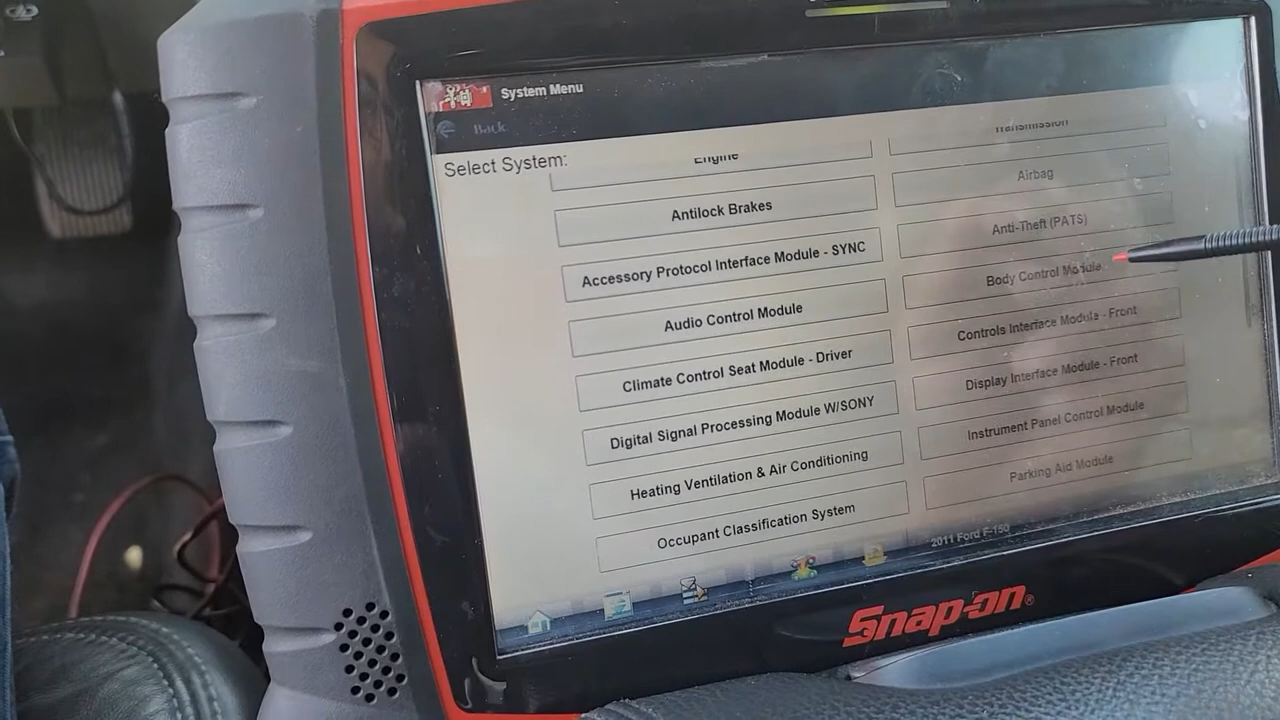 System Menu
Back
Select System:
Engine
Transmission
Antilock Brakes
Airbag
Accessory Protocol Interface Module - SYNC
Anti-Theft (PATS)
Audio Control Module
Body Control Module
Climate Control Seat Module - Driver
Controls Interface Module - Front
Digital Signal Processing Module W/SONY
Display Interface Module - Front
Heating Ventilation & Air Conditioning
Instrument Panel Control Module
Occupant Classification System
Parking Aid Module
2011 Ford F-150
Snap-on®